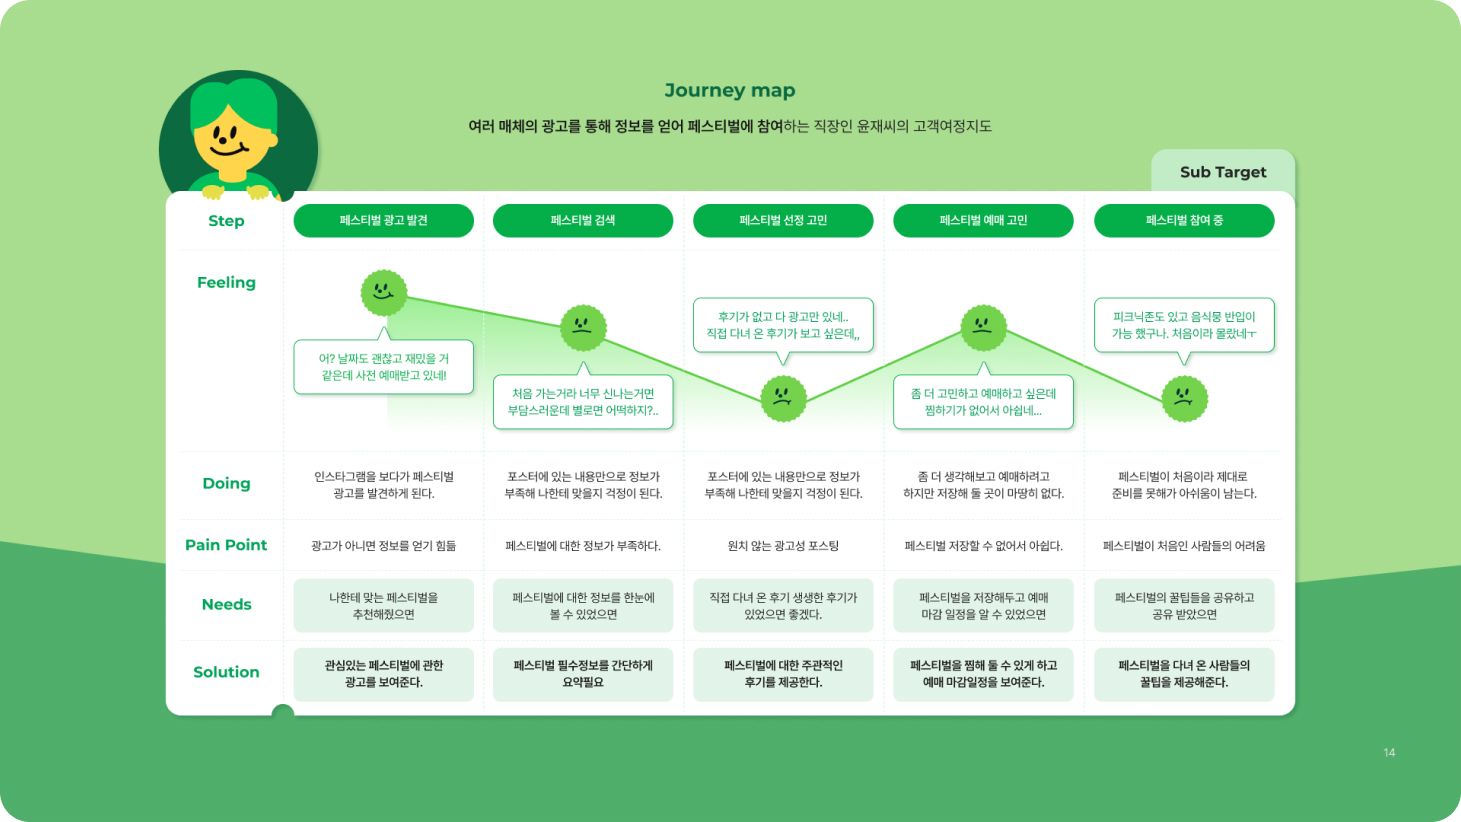 Journey map
여러 매체의 광고를 통해 정보를 얻어 페스티벌에 참여하는 직장인 윤재씨의 고객여정지도
Sub Target
Step
페스티벌 광고 발견
페스티벌 검색
페스티벌 선정 고민
페스티벌 예매 고민
페스티벌 참여 중
Feeling
어? 날짜도 괜찮고 재밌을 거
같은데 사전 예매받고 있네!
처음 가는거라 너무 신나는거면
부담스러운데 별로면 어떡하지?..
후기가 없고 다 광고만 있네..
직접 다녀 온 후기가 보고 싶은데,,
좀 더 고민하고 예매하고 싶은데
찜하기가 없어서 아쉽네...
피크닉존도 있고 음식뭉 반입이
가능 했구나. 처음이라 몰랐네ㅜ
Doing
인스타그램을 보다가 페스티벌
광고를 발견하게 된다.
포스터에 있는 내용만으로 정보가
부족해 나한테 맞을지 걱정이 된다.
포스터에 있는 내용만으로 정보가
부족해 나한테 맞을지 걱정이 된다.
좀 더 생각해보고 예매하려고
하지만 저장해 둘 곳이 마땅히 없다.
페스티벌이 처음이라 제대로
준비를 못해가 아쉬움이 남는다.
Pain Point
광고가 아니면 정보를 얻기 힘듦
페스티벌에 대한 정보가 부족하다.
원치 않는 광고성 포스팅
페스티벌 저장할 수 없어서 아쉽다.
페스티벌이 처음인 사람들의 어려움
Needs
나한테 맞는 페스티벌을
추천해줬으면
페스티벌에 대한 정보를 한눈에
볼 수 있었으면
직접 다녀 온 후기 생생한 후기가
있었으면 좋겠다.
페스티벌을 저장해두고 예매
마감 일정을 알 수 있었으면
페스티벌의 꿀팁들을 공유하고
공유 받았으면
Solution
관심있는 페스티벌에 관한
광고를 보여준다.
페스티벌 필수정보를 간단하게
요약필요
페스티벌에 대한 주관적인
후기를 제공한다.
페스티벌을 찜해 둘 수 있게 하고
예매 마감일정을 보여준다.
페스티벌을 다녀 온 사람들의
꿀팁을 제공해준다.
14